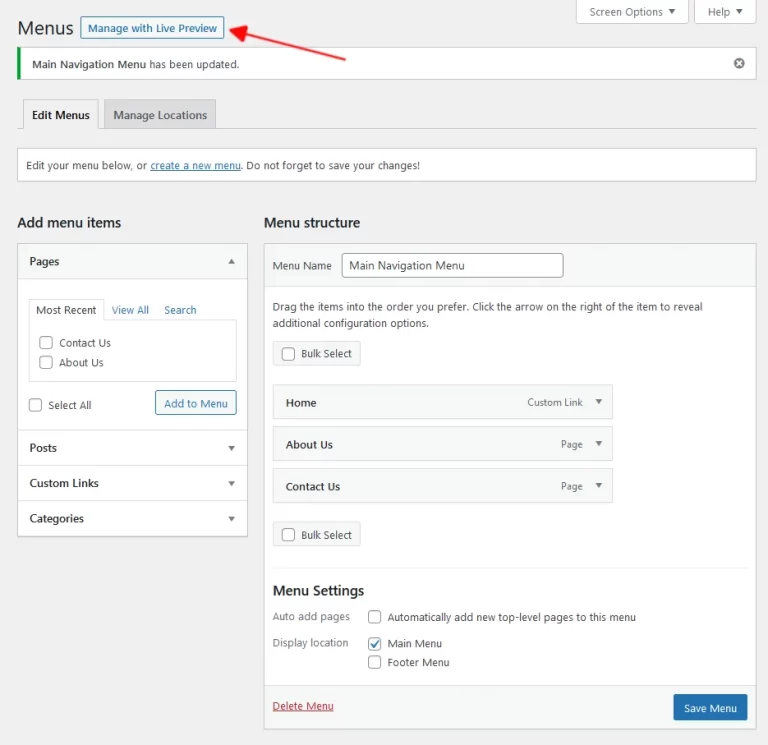 Screen Options Help
Menus Manage with Live Preview
Main Navigation Menu has been updated.
Edit Menus Manage Locations
Edit your menu below, or create a new menu. Do not forget to save your changes!
Add menu items
Pages
Most Recent View All Search
Contact Us
About Us
Select All Add to Menu
Posts
Custom Links
Categories
Menu structure
Menu Name Main Navigation Menu
Drag the items into the order you prefer. Click the arrow on the right of the item to reveal
additional configuration options.
Bulk Select
Home Custom Link
About Us Page
Contact Us Page
Bulk Select
Menu Settings
Auto add pages Automatically add new top-level pages to this menu
Display location Main Menu
Footer Menu
Delete Menu Save Menu